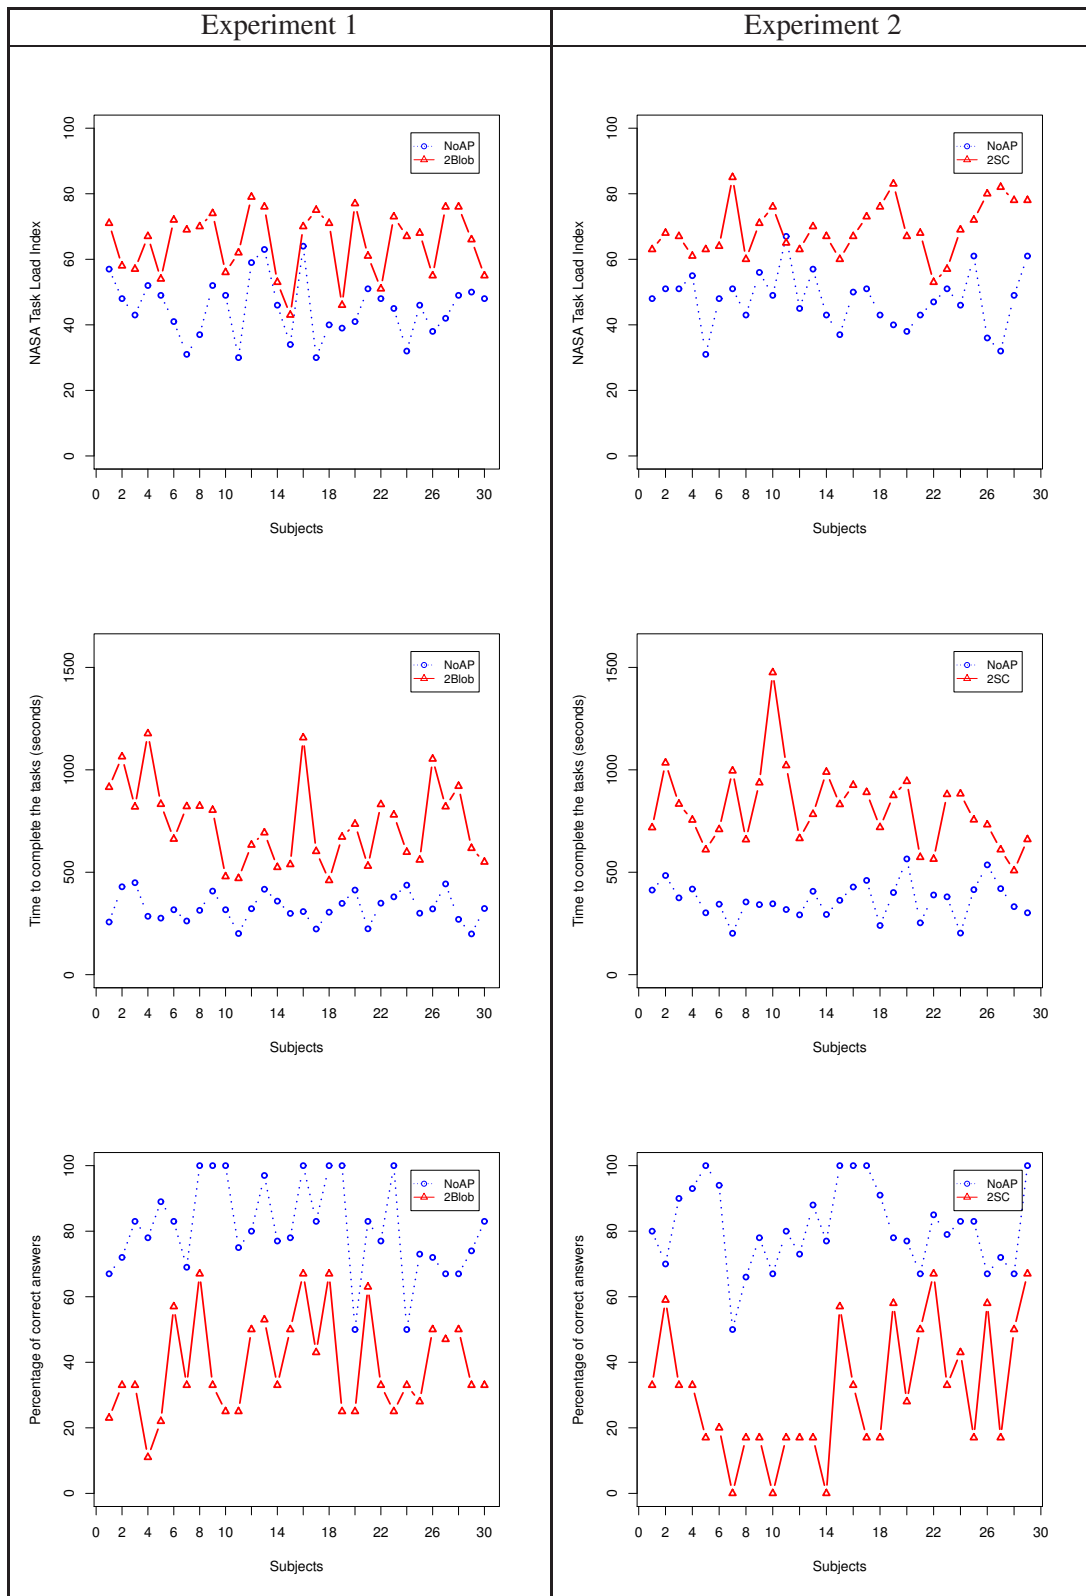 Experiment 1
Experiment 2
NASA Task Load Index
100
80
60
40
20
0
NoAP
2Blob
0 2 4 6 8 10 14 18 22 26 30
Subjects
NASA Task Load Index
100
80
60
40
20
0
NoAP
2SC
0 2 4 6 8 10 14 18 22 26 30
Subjects
Time to complete the tasks (seconds)
1500
1000
500
0
NoAP
2Blob
0 2 4 6 8 10 14 18 22 26 30
Subjects
Time to complete the tasks (seconds)
1500
1000
500
0
NoAP
2SC
0 2 4 6 8 10 14 18 22 26 30
Subjects
Percentage of correct answers
100
80
60
40
20
0
NoAP
2Blob
0 2 4 6 8 10 14 18 22 26 30
Subjects
Percentage of correct answers
100
80
60
40
20
0
NoAP
2SC
0 2 4 6 8 10 14 18 22 26 30
Subjects